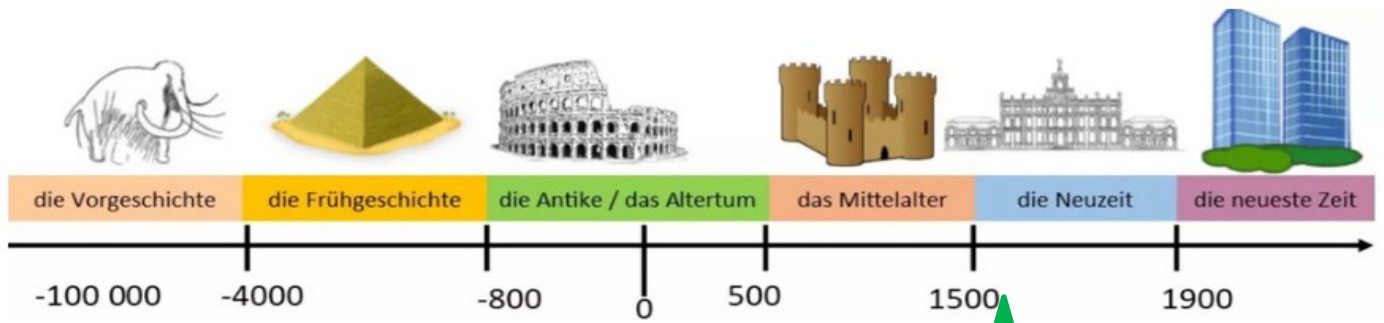 die Vorgeschichte die Frühgeschichte die Antike / das Altertum das Mittelalter die Neuzeit die neueste Zeit
-100 000 -4000 -800 0 500 1500 1900